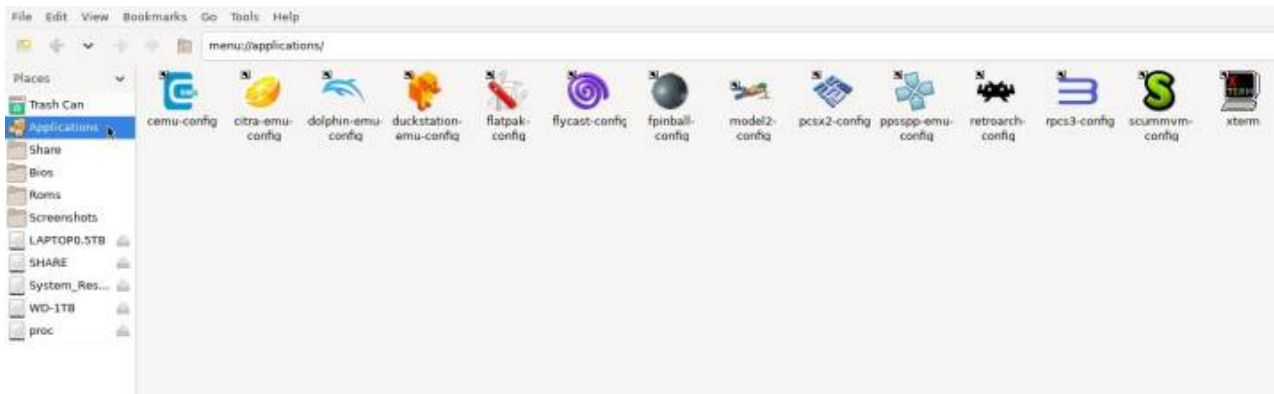 File Edit View Bookmarks Go Tools Help
menu://applications/
Places
Trash Can
Applications
Share
Bios
Roms
Screenshots
LAPTOP0.5TB
SHARE
System_Res...
WD-1TB
proc
cemu-config
citra-emu-
config
dolphin-emu-
config
duckstation-
emu-config
flatpak-
config
flycast-config
fpinball-
config
model2-
config
pcsx2-config
ppsspp-emu-
config
retroarch-
config
rpcs3-config
scummvm-
config
X
TERM
xterm